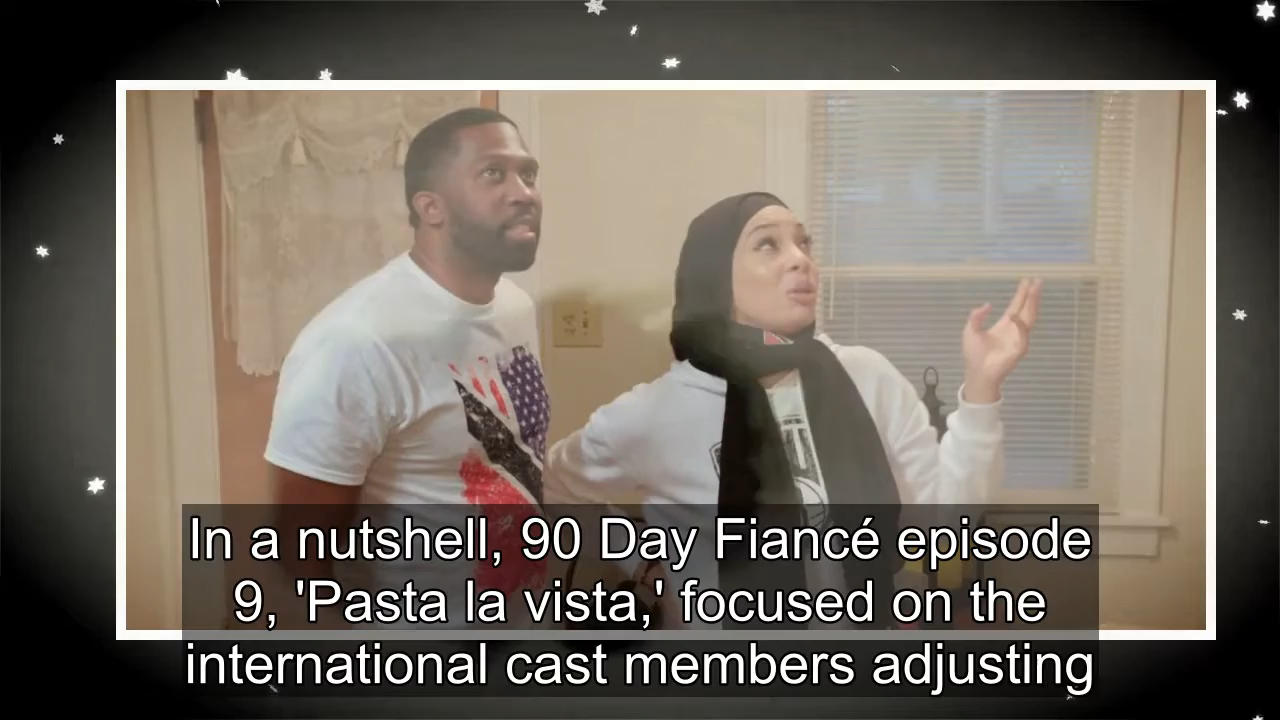 In a nutshell, 90 Day Fiancé episode
9, 'Pasta la vista,' focused on the
international cast members adjusting